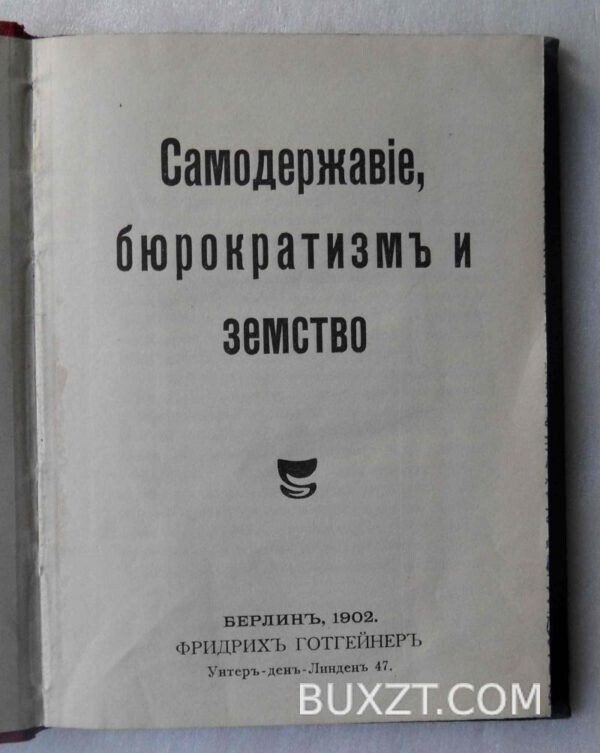 Самодержавіе,
бюрократизмъ и
земство
БЕРЛИНЪ, 1902.
ФРИДРИХЪ ГОТГЕЙНЕРЪ
Унтеръ-денъ-Линденъ 47.
BUXZT.COM